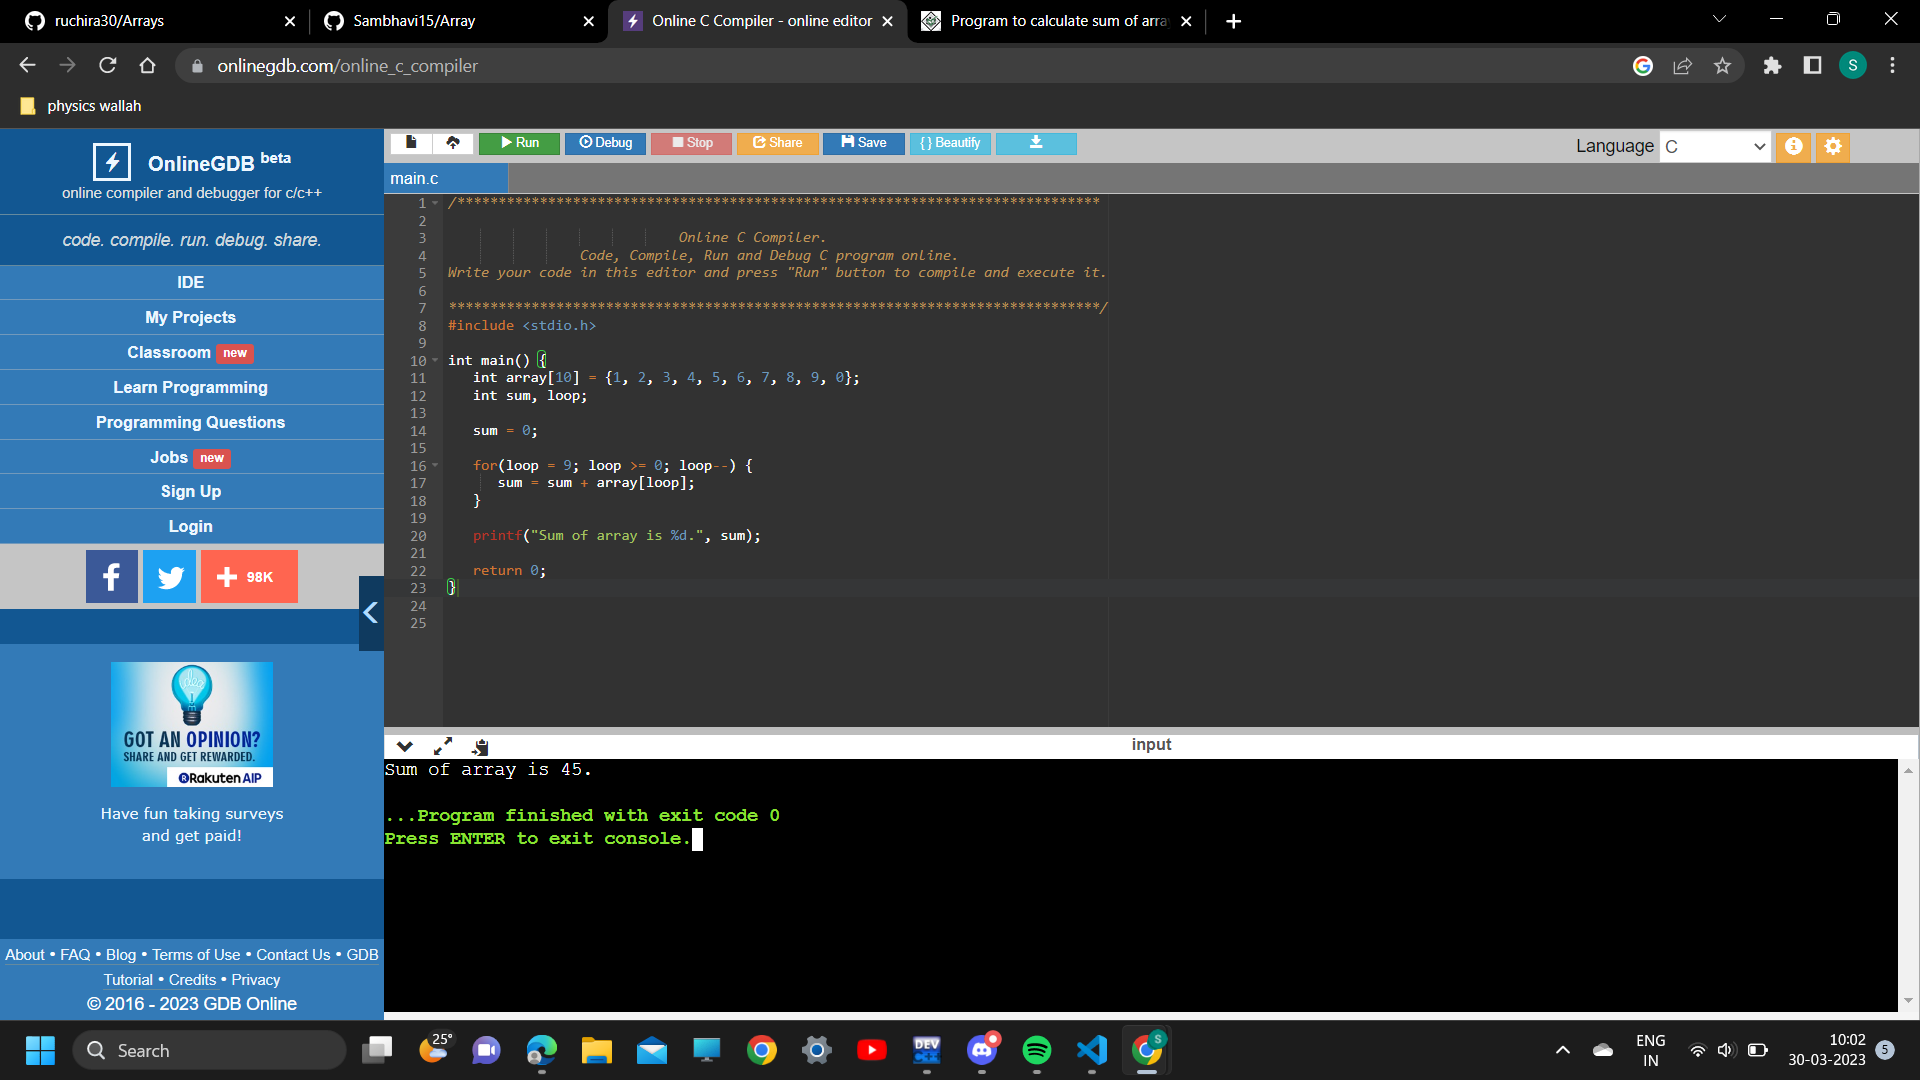 ruchira30/Arrays
Sambhavi15/Array
Online C Compiler - online editor
Program to calculate sum of arra
onlinegdb.com/online_c_compiler
S
physics wallah
OnlineGDB beta
online compiler and debugger for c/c++
code. compile. run. debug. share.
IDE
My Projects
Classroom new
Learn Programming
Programming Questions
Jobs new
Sign Up
Login
98K
GOT AN OPINION?
SHARE AND GET REWARDED.
Rakuten AIP
Have fun taking surveys
and get paid!
About • FAQ • Blog • Terms of Use • Contact Us • GDB
Tutorial • Credits • Privacy
© 2016 - 2023 GDB Online
Run Debug Stop Share Save {} Beautify
Language C
main.c
1 /******************************************************************************
2
3 Online C Compiler.
4 Code, Compile, Run and Debug C program online.
5 Write your code in this editor and press "Run" button to compile and execute it.
6
7 *******************************************************************************/
8 #include <stdio.h>
9
10 int main() {
11 int array[10] = {1, 2, 3, 4, 5, 6, 7, 8, 9, 0};
12 int sum, loop;
13
14 sum = 0;
15
16 for(loop = 9; loop >= 0; loop--) {
17 sum = sum + array[loop];
18 }
19
20 printf("Sum of array is %d.", sum);
21
22 return 0;
23 }
24
25
input
Sum of array is 45.
...Program finished with exit code 0
Press ENTER to exit console.
Search
25°
DEV
C++
S
ENG
IN
10:02
30-03-2023
5